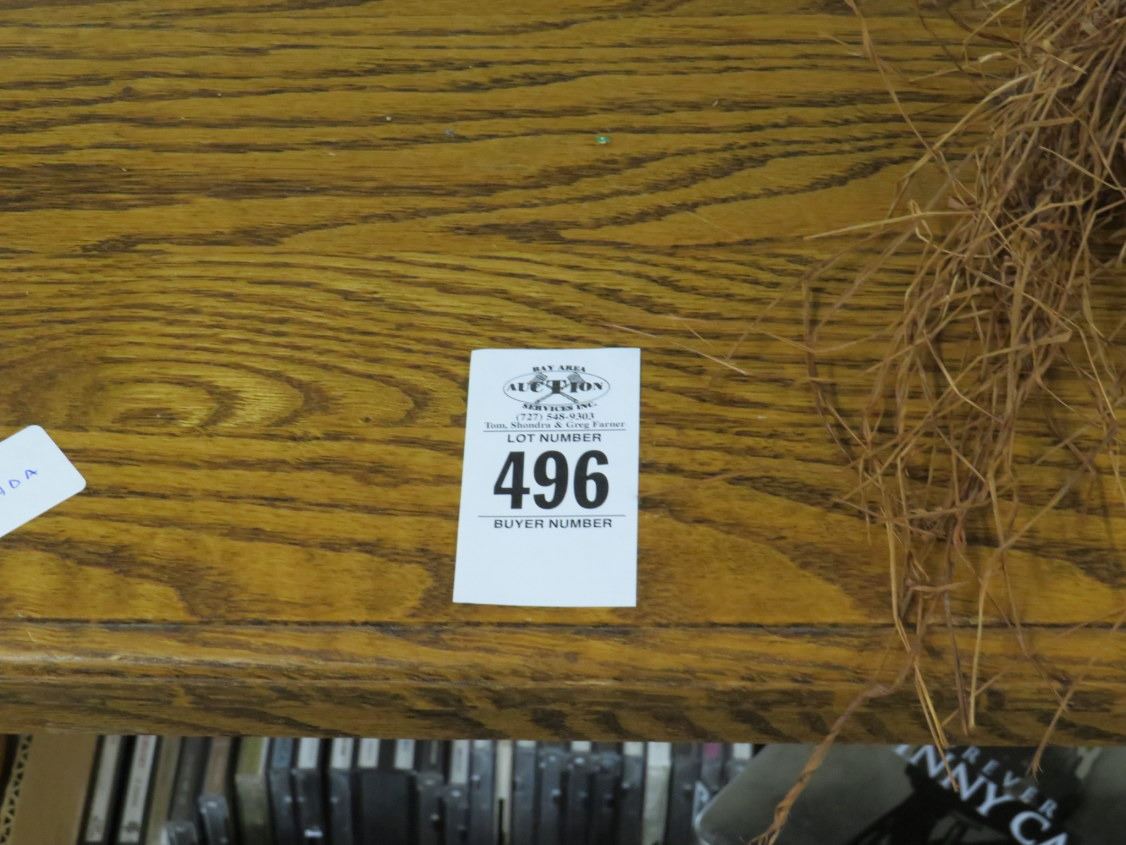 BAY AREA
AUCTION
SERVICES INC.
(727) 548-9303
Tom, Shondra & Greg Farner
LOT NUMBER
496
BUYER NUMBER